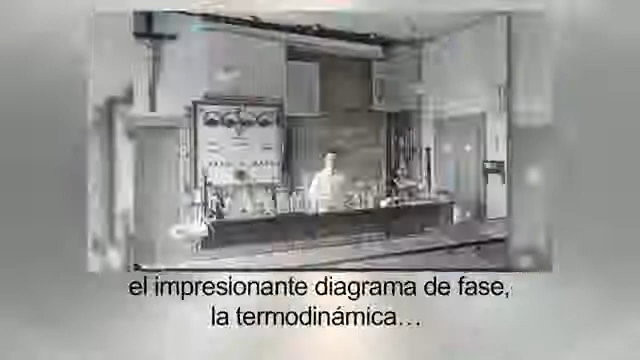 el impresionante diagrama de fase,
la termodinámica…